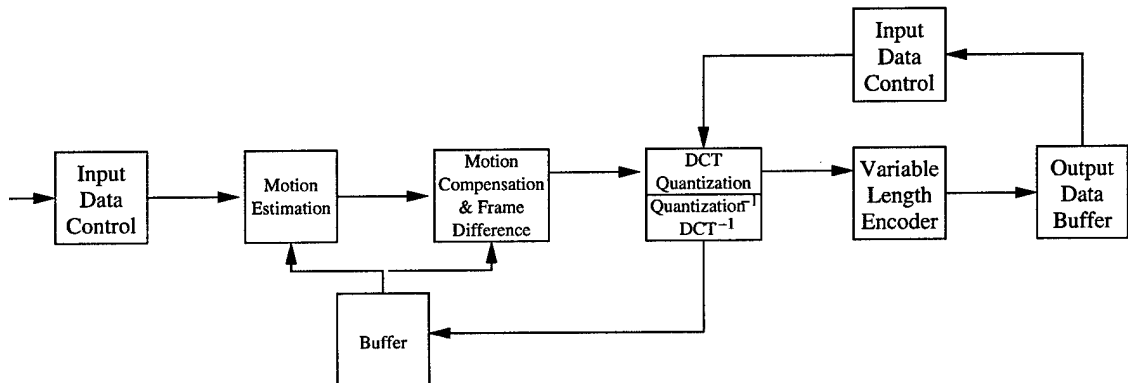 Input
Data
Control
Input
Data
Control
Motion
Estimation
Motion
Compensation
& Frame
Difference
DCT
Quantization
Quantization⁻¹
DCT⁻¹
Variable
Length
Encoder
Output
Data
Buffer
Buffer